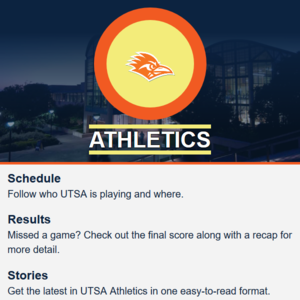 ATHLETICS
Schedule
Follow who UTSA is playing and where.
Results
Missed a game? Check out the final score along with a recap for
more detail.
Stories
Get the latest in UTSA Athletics in one easy-to-read format.